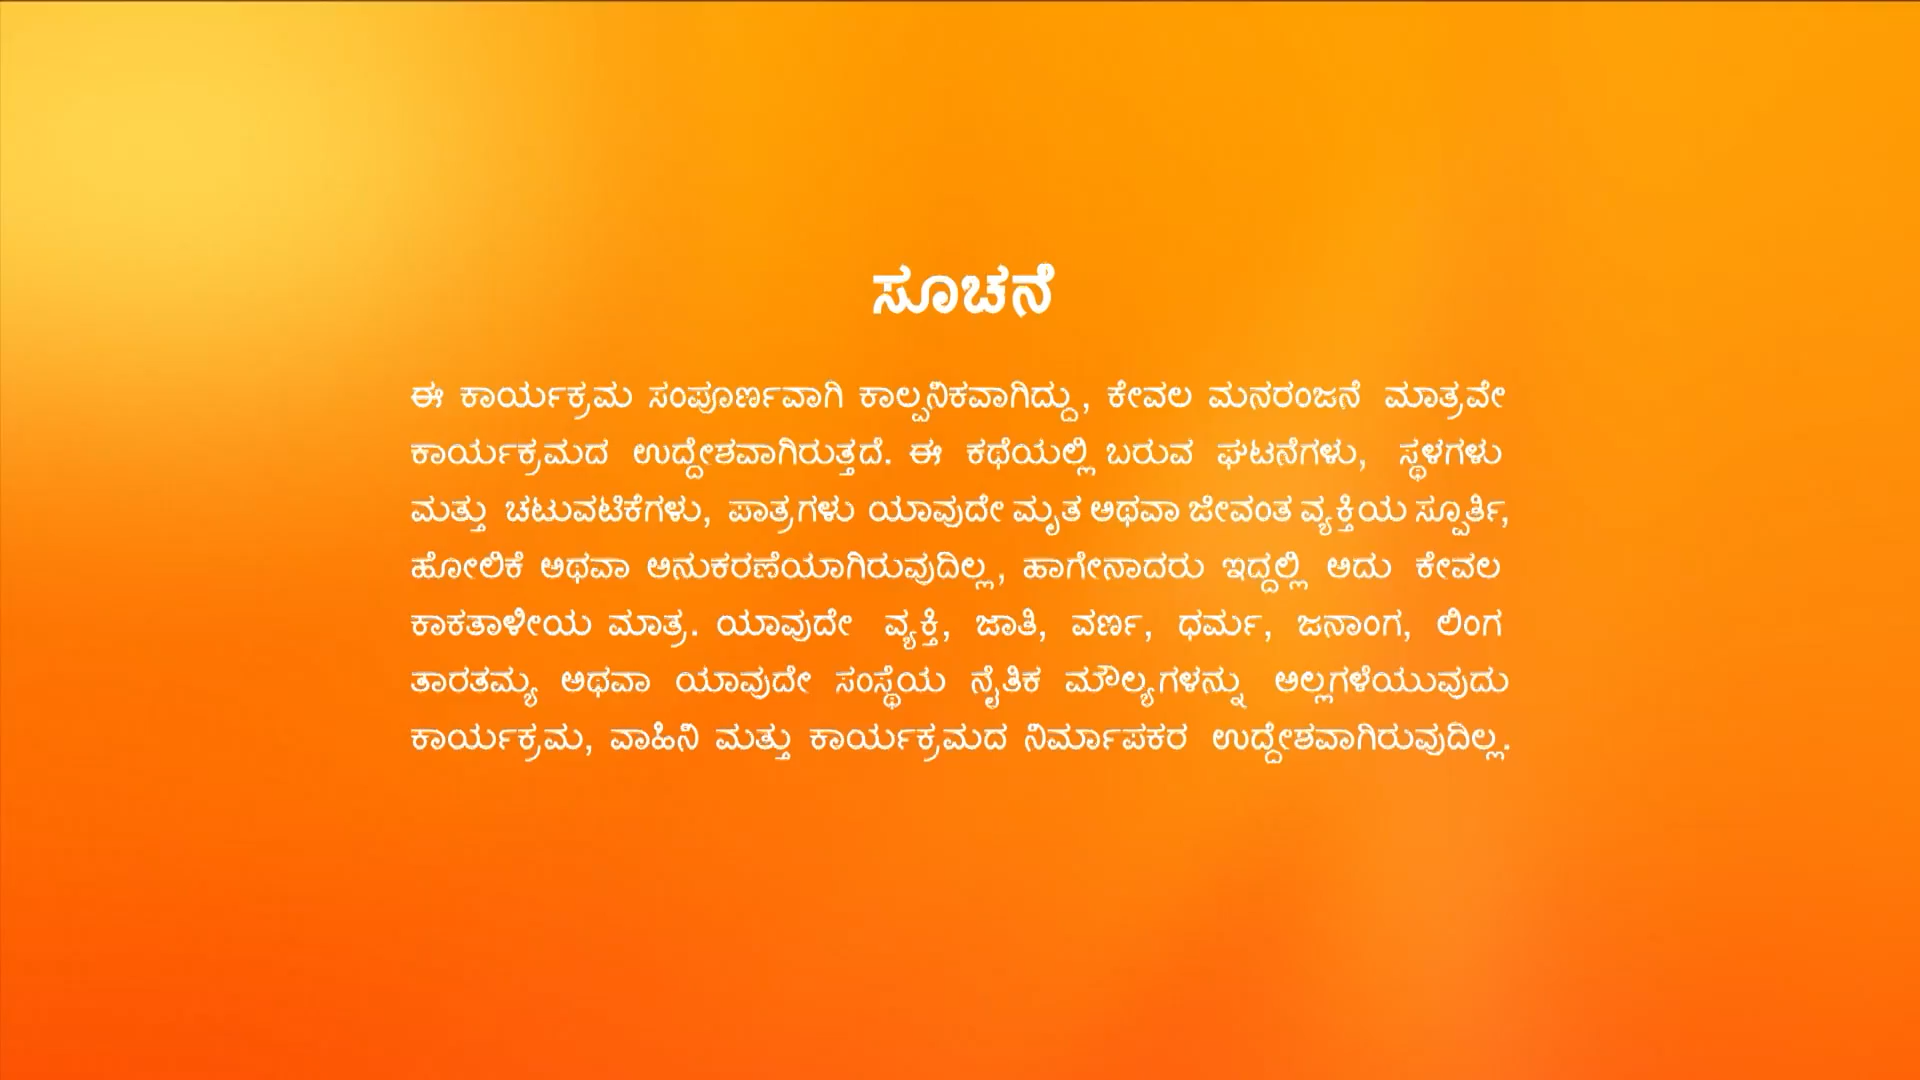 ಸೂಚನೆ
ಈ ಕಾರ್ಯಕ್ರಮ ಸಂಪೂರ್ಣವಾಗಿ ಕಾಲ್ಪನಿಕವಾಗಿದ್ದು, ಕೇವಲ ಮನರಂಜನೆ ಮಾತ್ರವೇ
ಕಾರ್ಯಕ್ರಮದ ಉದ್ದೇಶವಾಗಿರುತ್ತದೆ. ಈ ಕಥೆಯಲ್ಲಿ ಬರುವ ಘಟನೆಗಳು, ಸ್ಥಳಗಳು
ಮತ್ತು ಚಟುವಟಿಕೆಗಳು, ಪಾತ್ರಗಳು ಯಾವುದೇ ಮೃತ ಅಥವಾ ಜೀವಂತ ವ್ಯಕ್ತಿಯ ಸ್ಪೂರ್ತಿ,
ಹೋಲಿಕೆ ಅಥವಾ ಅನುಕರಣೆಯಾಗಿರುವುದಿಲ್ಲ, ಹಾಗೇನಾದರು ಇದ್ದಲ್ಲಿ ಅದು ಕೇವಲ
ಕಾಕತಾಳೀಯ ಮಾತ್ರ. ಯಾವುದೇ ವ್ಯಕ್ತಿ, ಜಾತಿ, ವರ್ಣ, ಧರ್ಮ, ಜನಾಂಗ, ಲಿಂಗ
ತಾರತಮ್ಯ ಅಥವಾ ಯಾವುದೇ ಸಂಸ್ಥೆಯ ನೈತಿಕ ಮೌಲ್ಯಗಳನ್ನು ಅಲ್ಲಗಳೆಯುವುದು
ಕಾರ್ಯಕ್ರಮ, ವಾಹಿನಿ ಮತ್ತು ಕಾರ್ಯಕ್ರಮದ ನಿರ್ಮಾಪಕರ ಉದ್ದೇಶವಾಗಿರುವುದಿಲ್ಲ.